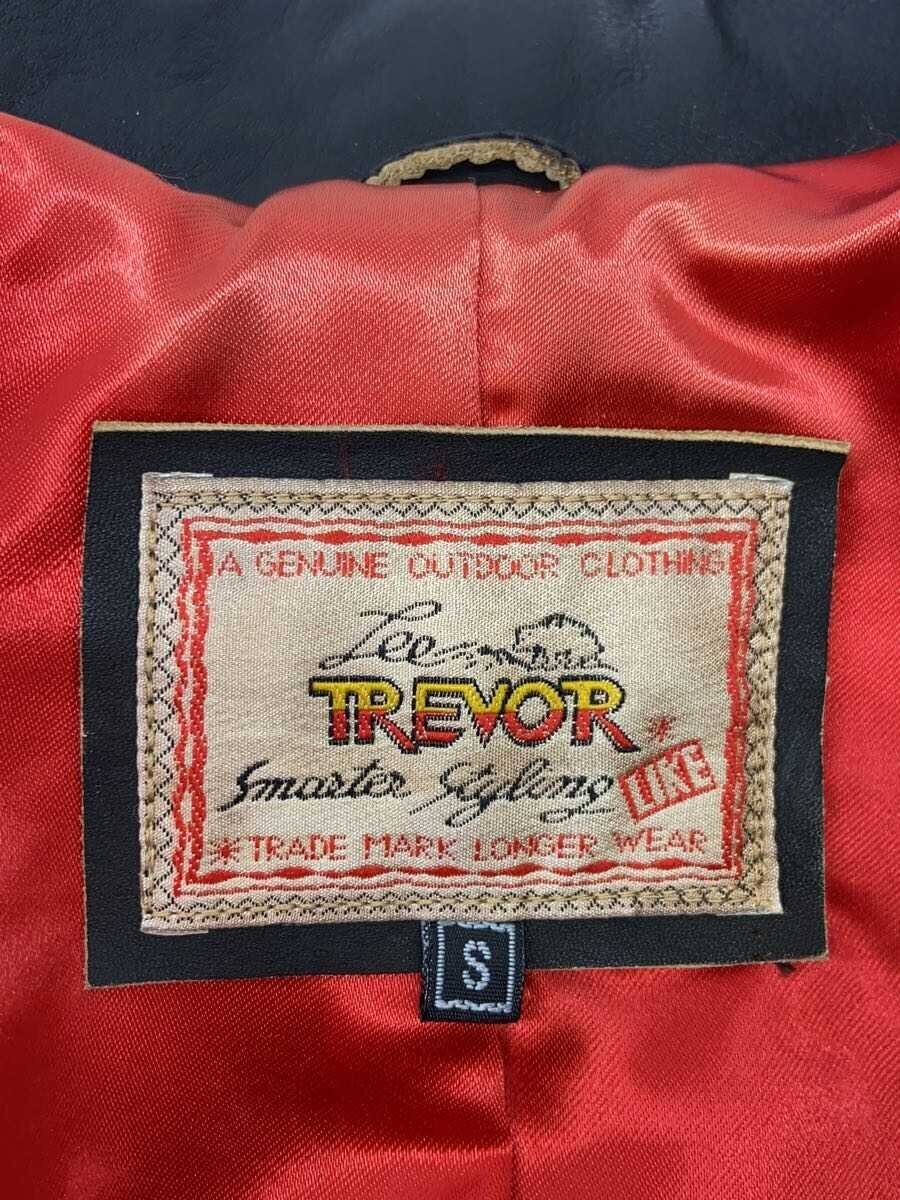 A GENUINE OUTDOOR CLOTHING
Lee
TREVOR *
Smarter Styling LIKE
* TRADE MARK LONGER WEAR
S